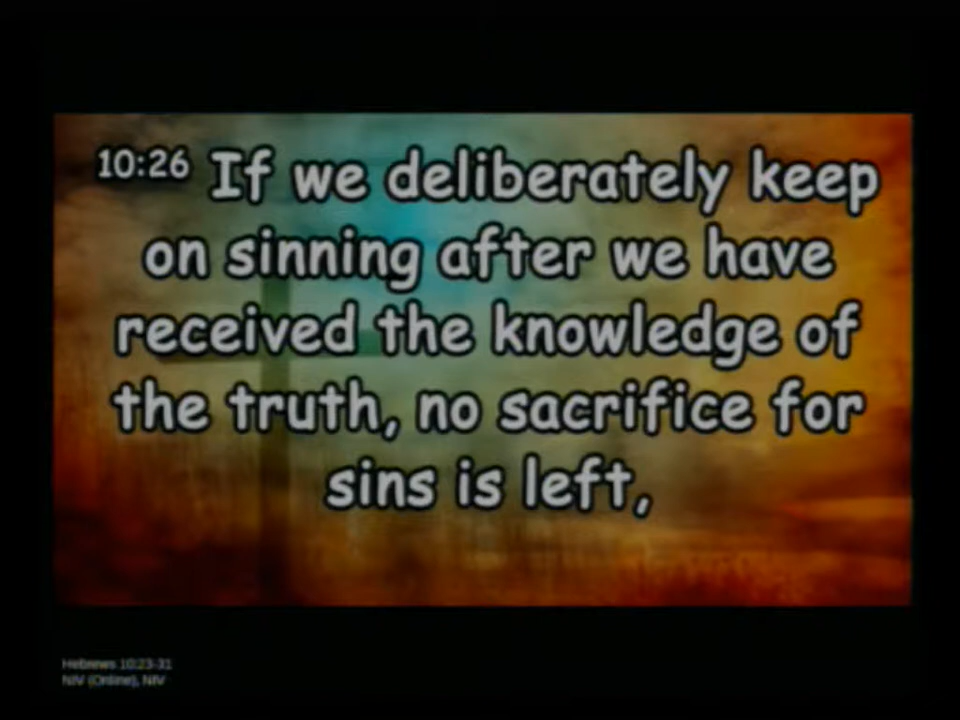 10:26 If we deliberately keep
on sinning after we have
received the knowledge of
the truth, no sacrifice for
sins is left,
Hebrews 10:23-31
NIV (Online), NIV